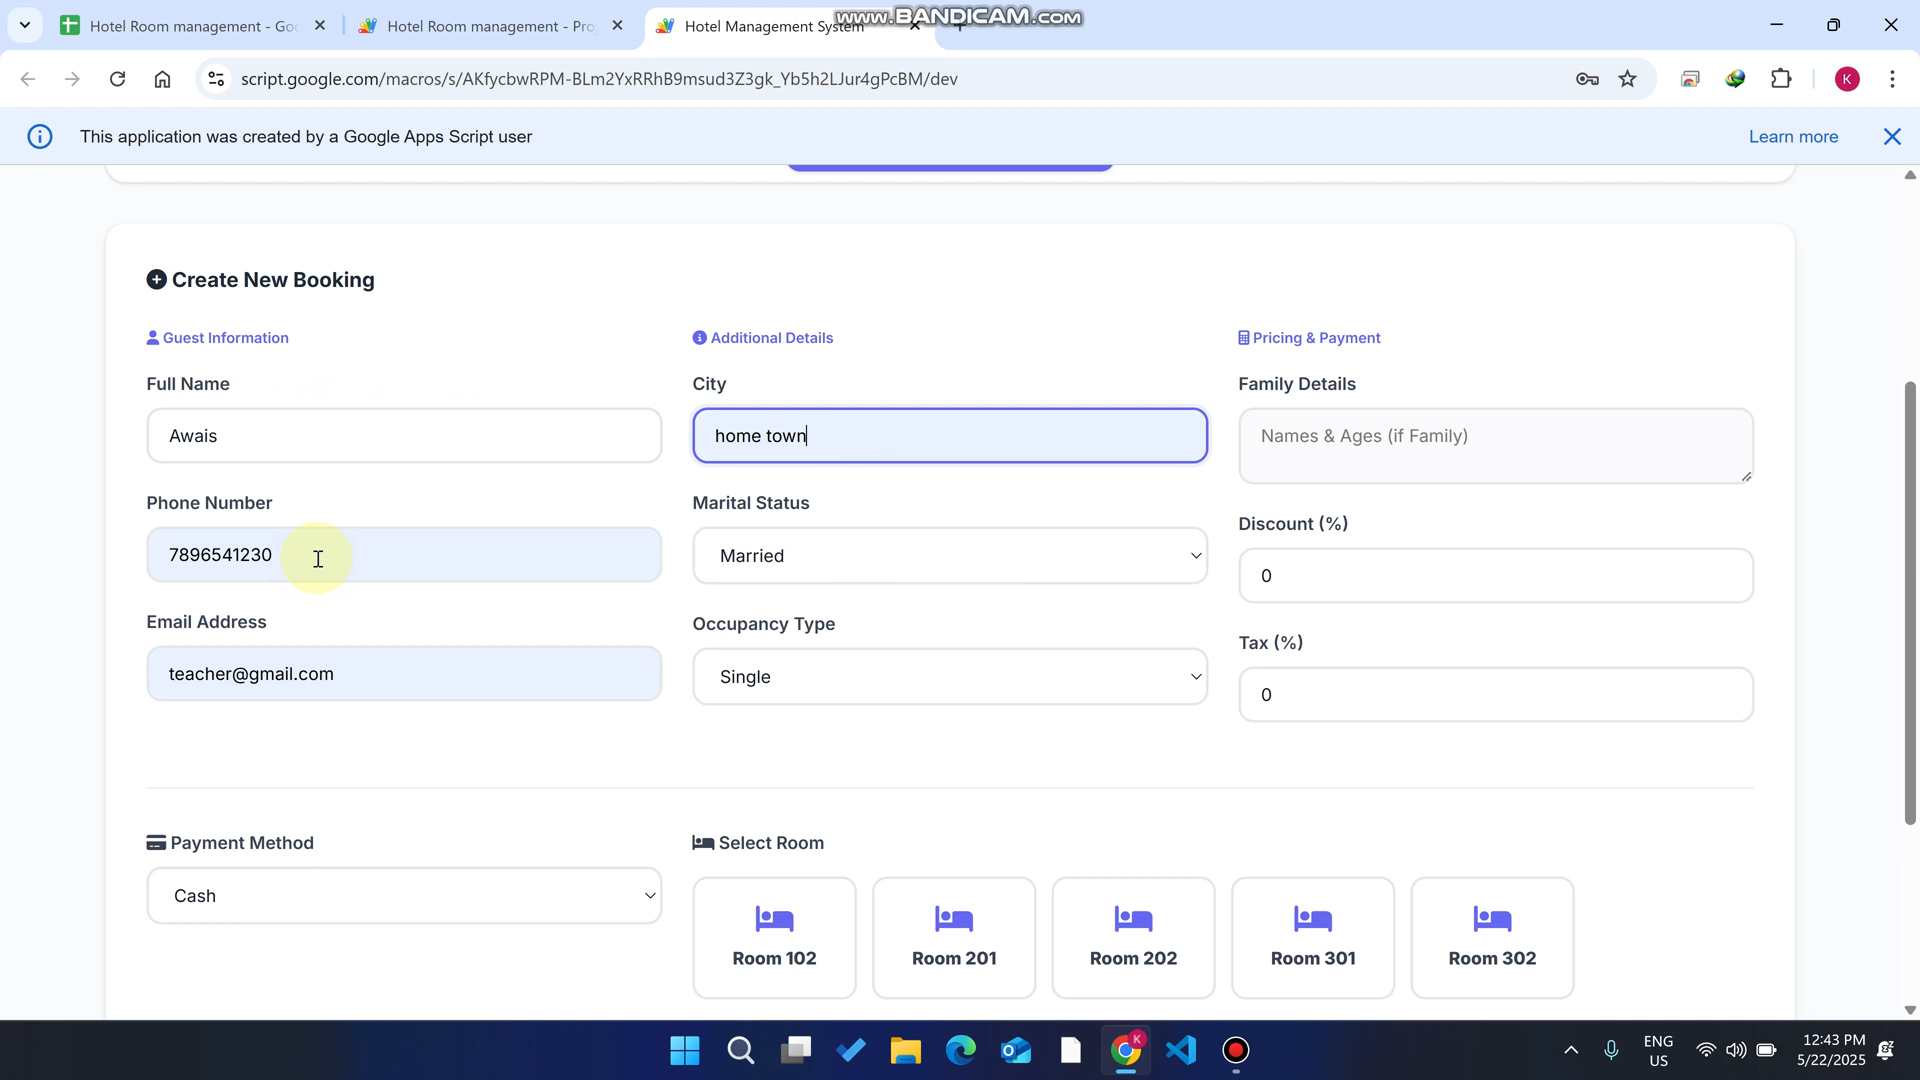 Hotel Room management - Goo
Hotel Room management - Pro
Hotel Management System
www.BANDICAM.com
script.google.com/macros/s/AKfycbwRPM-BLm2YxRRhB9msud3Z3gk_Yb5h2LJur4gPcBM/dev
K
This application was created by a Google Apps Script user
Learn more
Create New Booking
Guest Information
Additional Details
Pricing & Payment
Full Name
City
Family Details
Awais
home town
Names & Ages (if Family)
Phone Number
Marital Status
Discount (%)
7896541230
Married
0
Email Address
Occupancy Type
Tax (%)
teacher@gmail.com
Single
0
Payment Method
Select Room
Cash
Room 102
Room 201
Room 202
Room 301
Room 302
K
ENG
US
12:43 PM
5/22/2025